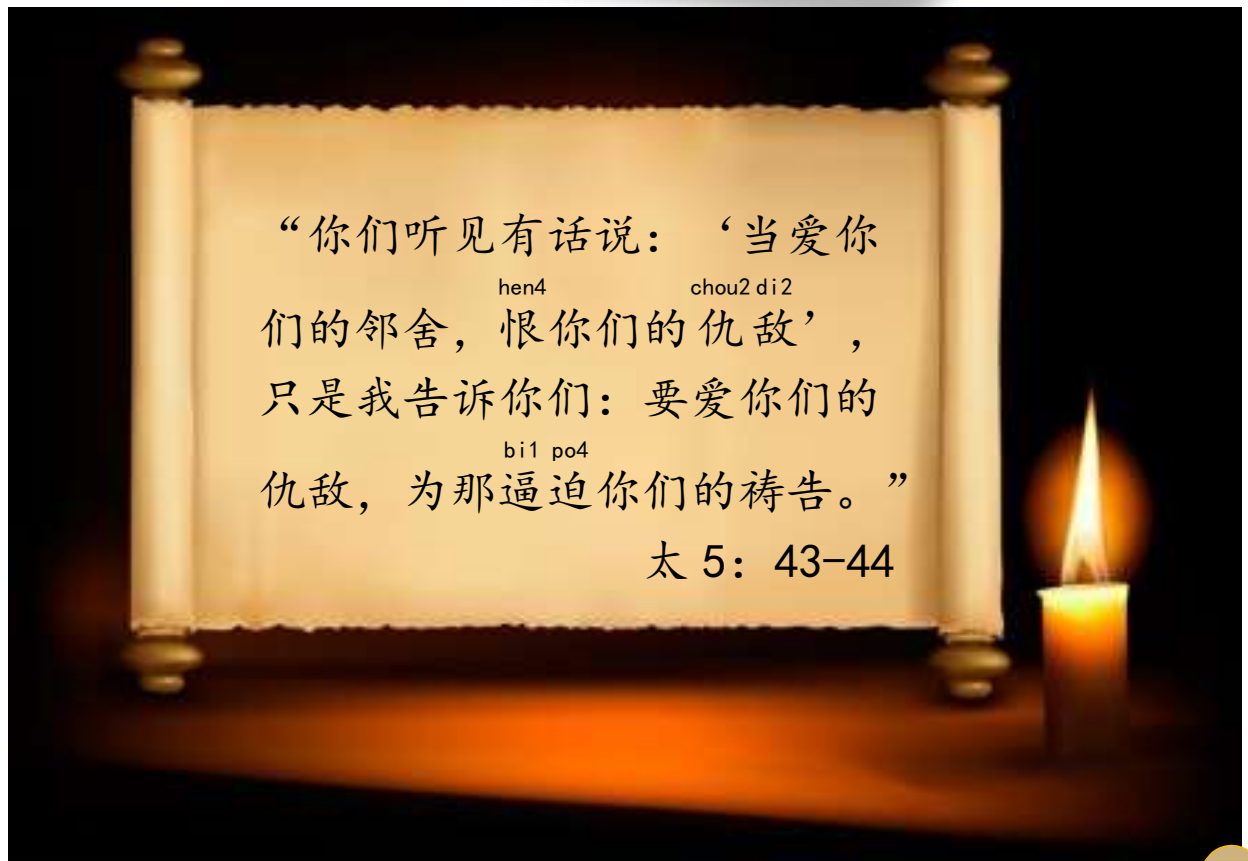 “你们听见有话说：‘当爱你
hen4 chou2 di2
们的邻舍，恨你们的仇敌’，
只是我告诉你们：要爱你们的
bi1 po4
仇敌，为那逼迫你们的祷告。”
太 5：43-44